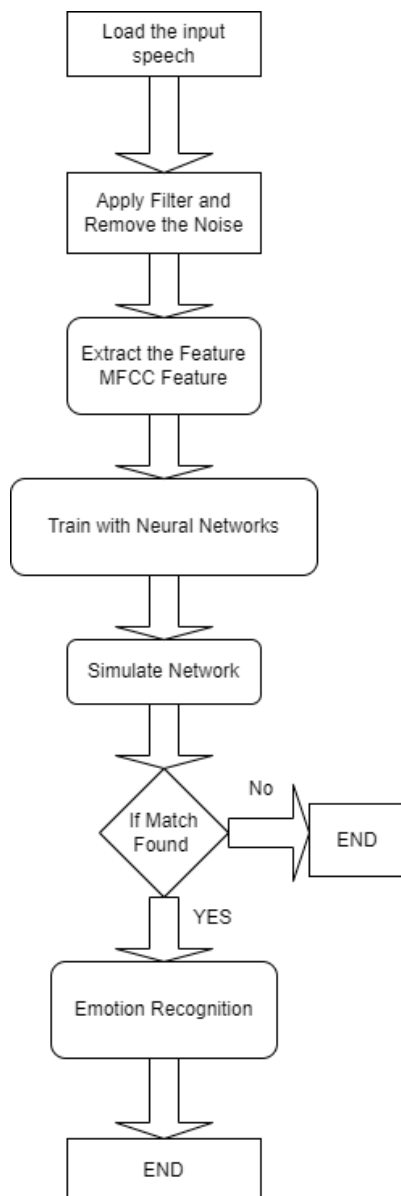 Load the input
speech
Apply Filter and
Remove the Noise
Extract the Feature
MFCC Feature
Train with Neural Networks
Simulate Network
If Match
Found
No
END
YES
Emotion Recognition
END